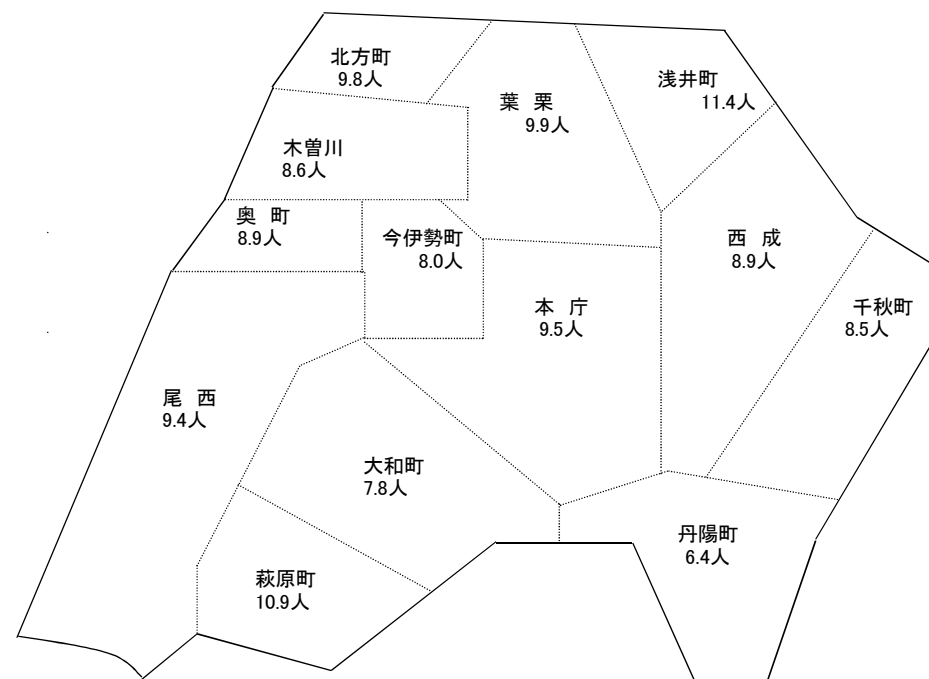 北方町
9.8人
浅井町
11.4人
葉 栗
9.9人
木曽川
8.6人
奥 町
8.9人
今伊勢町
8.0人
西 成
8.9人
本 庁
9.5人
千秋町
8.5人
尾 西
9.4人
大和町
7.8人
丹陽町
6.4人
萩原町
10.9人